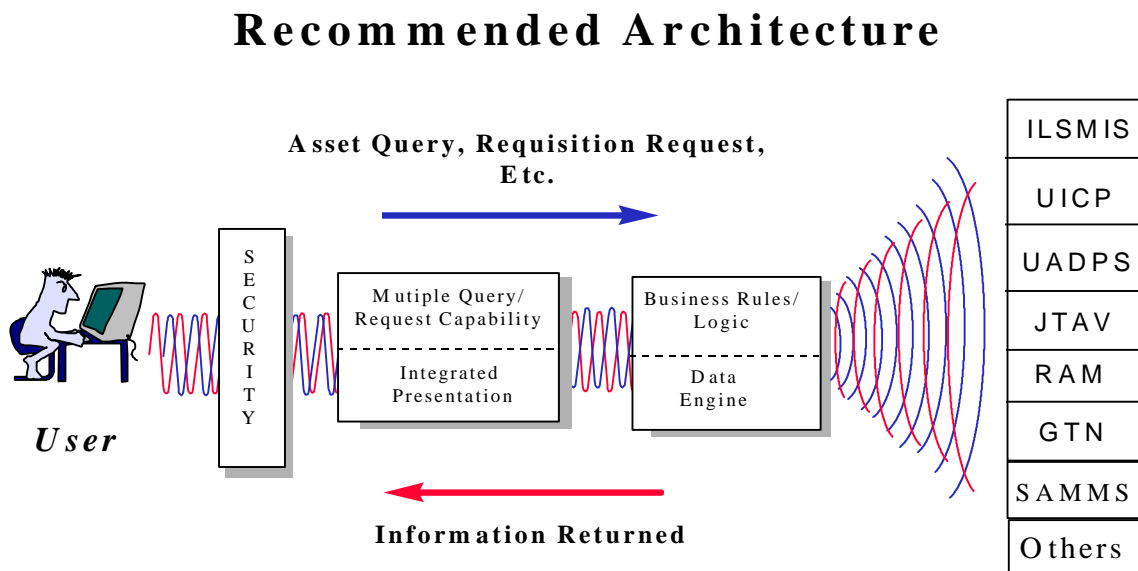 Recommended Architecture
Asset Query, Requisition Request,
Etc.
SECURITY
Mutiple Query/
Request Capability
Integrated
Presentation
Business Rules/
Logic
Data
Engine
User
Information Returned
ILSMIS
UICP
UADPS
JTAV
RAM
GTN
SAMMS
Others